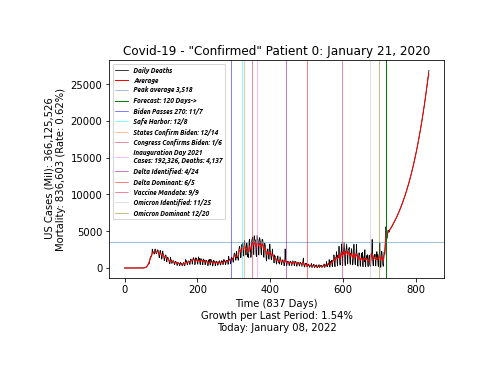 Covid-19 - "Confirmed" Patient 0: January 21, 2020
US Cases (Mil): 366,125,526
Mortality: 836,603 (Rate: 0.62%)
25000
20000
15000
10000
5000
0
Daily Deaths
Average
Peak average 3,518
Forecast: 120 Days->
Biden Passes 270: 11/7
Safe Harbor: 12/8
States Confirm Biden: 12/14
Congress Confirms Biden: 1/6
Inauguration Day 2021
Cases: 192,326, Deaths: 4,137
Delta Identified: 4/24
Delta Dominant: 6/5
Vaccine Mandate: 9/9
Omicron Identified: 11/25
Omicron Dominant 12/20
0 200 400 600 800
Time (837 Days)
Growth per Last Period: 1.54%
Today: January 08, 2022